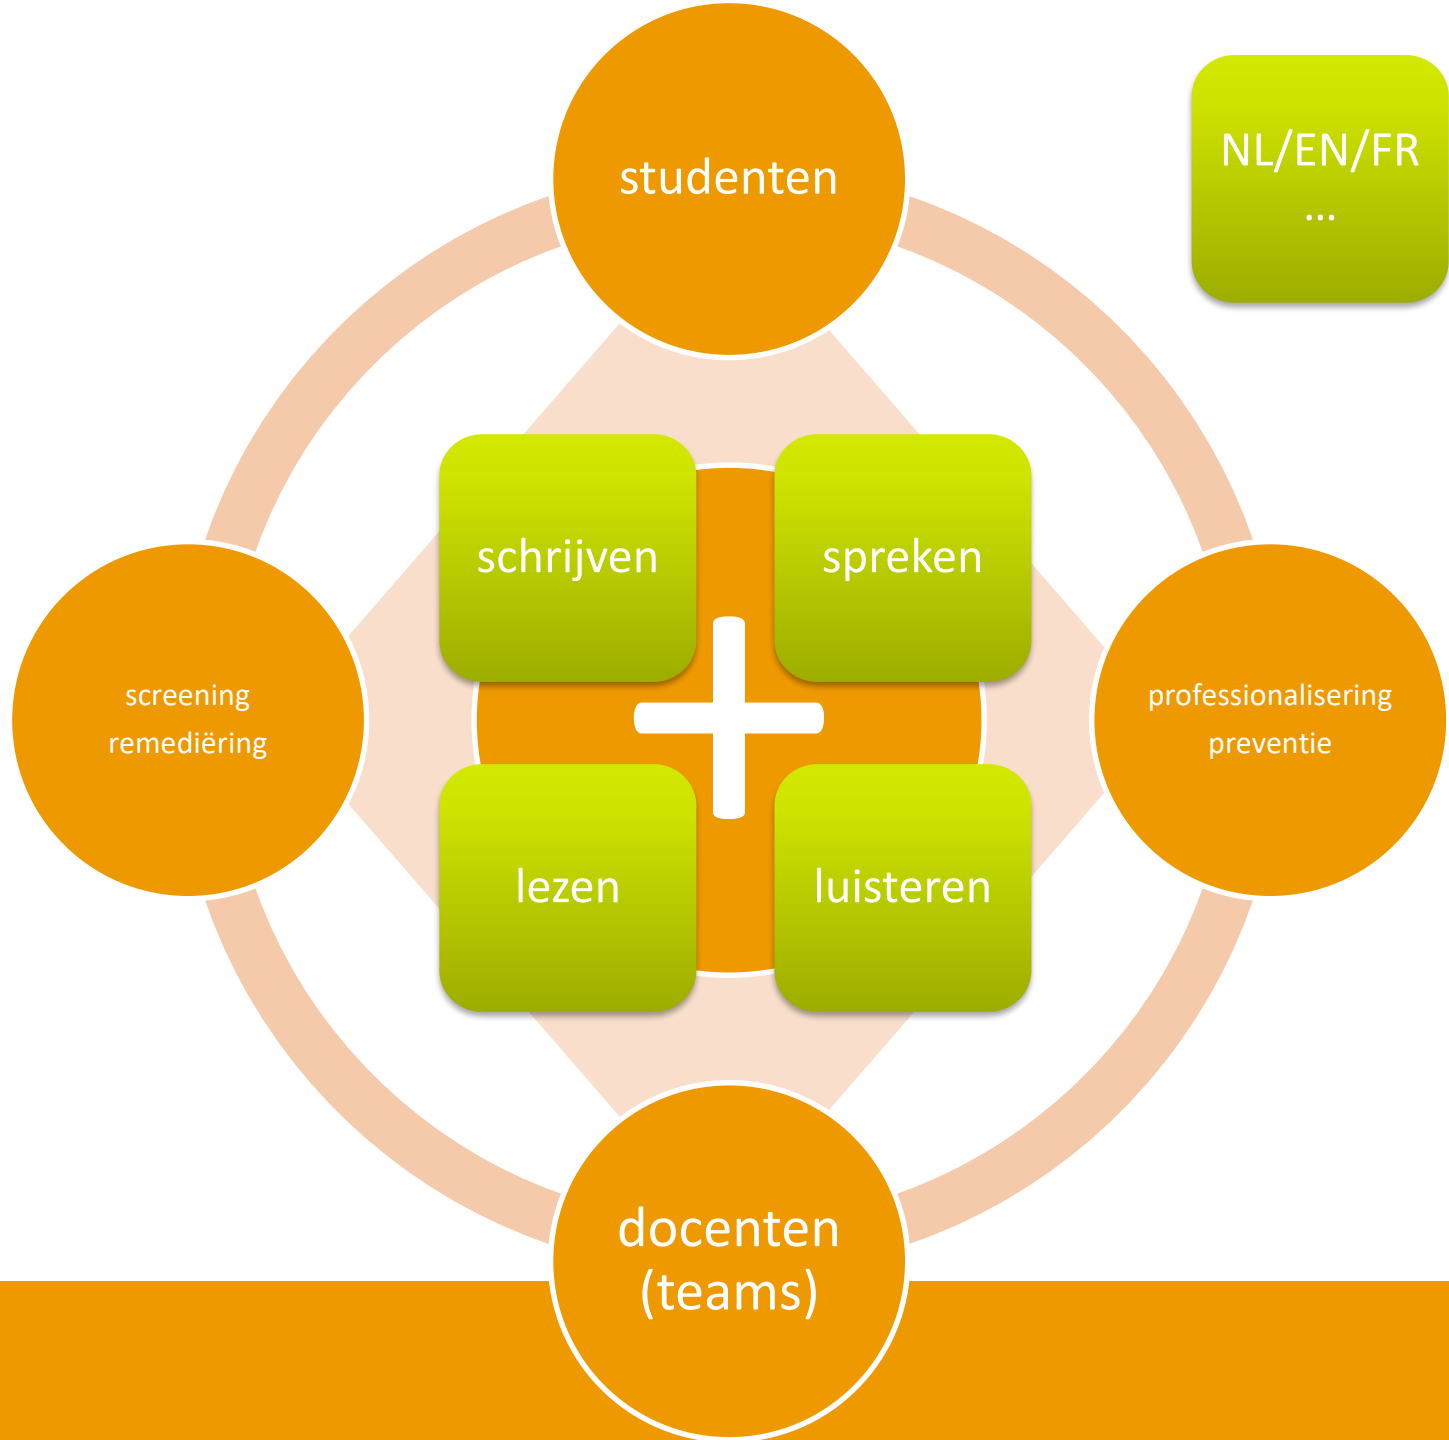 studenten
NL/EN/FR
...
schrijven
spreken
screening
remediëring
professionalisering
preventie
lezen
luisteren
docenten
(teams)